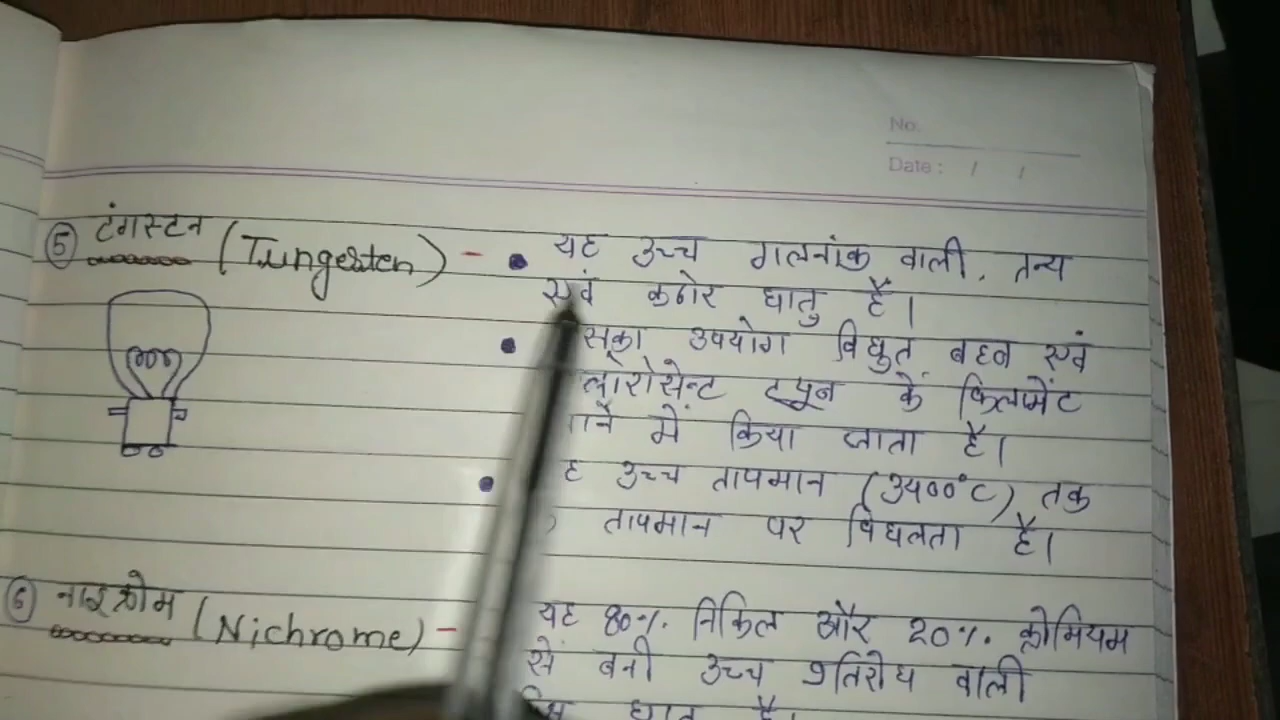 No.
Date : / /
⑤ टंगस्टन (Tungesten) - • यह उच्च गलनांक वाली, तन्य
एवं कठोर धातु है।
• सका उपयोग विधुत बल्व एवं
लोरोसेन्ट ट्यून के फिलामेंट
ाने में किया जाता है।
• ह उच्च तापमान (3400°C) तक
तापमान पर पिघलता है।
⑥ नाइक्रोम (Nichrome) - यह 80%. निकिल और 20%. क्रोमियम
से बनी उच्च प्रतिरोध वाली
है।